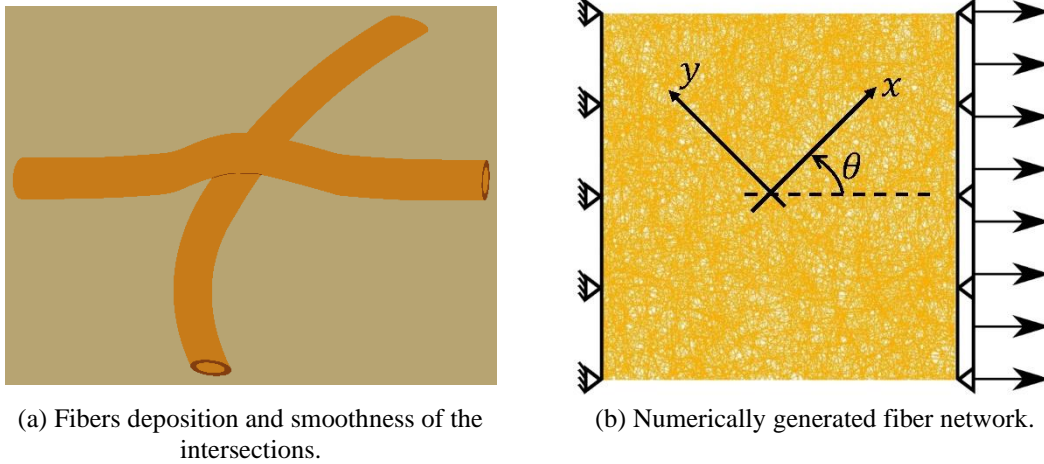 y
x
θ
(a) Fibers deposition and smoothness of the
intersections.
(b) Numerically generated fiber network.